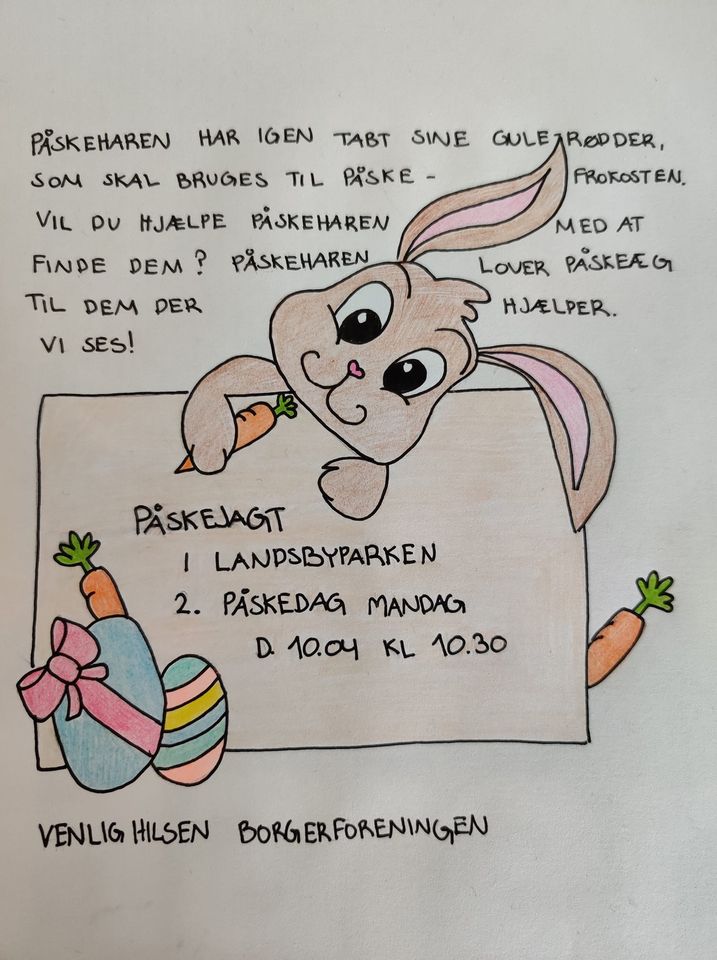 PÅSKEHAREN HAR IGEN TABT SINE GULERØDDER,
SOM SKAL BRUGES TIL PÅSKE- FROKOSTEN.
VIL DU HJÆLPE PÅSKEHAREN MED AT
FINDE DEM? PÅSKEHAREN LOVER PÅSKEÆG
TIL DEM DER HJÆLPER.
VI SES!
PÅSKEJAGT
I LANDSBYPARKEN
2. PÅSKEDAG MANDAG
D. 10.04 KL 10.30
VENLIG HILSEN BORGERFORENINGEN